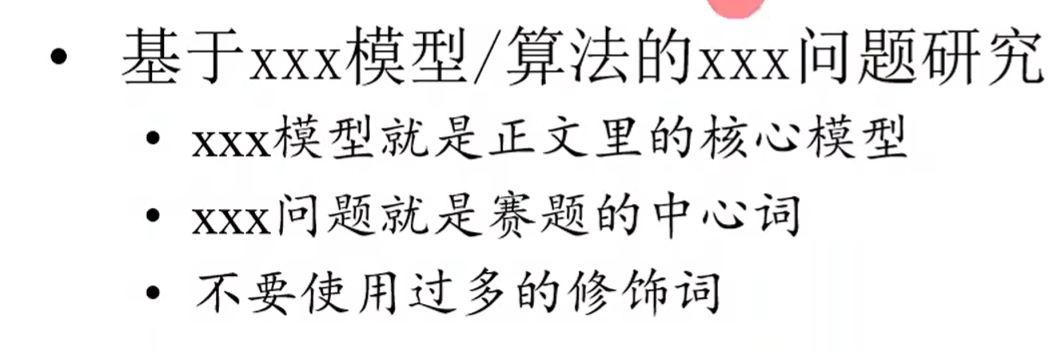 • 基于xxx模型/算法的xxx问题研究
• xxx模型就是正文里的核心模型
• xxx问题就是赛题的中心词
• 不要使用过多的修饰词